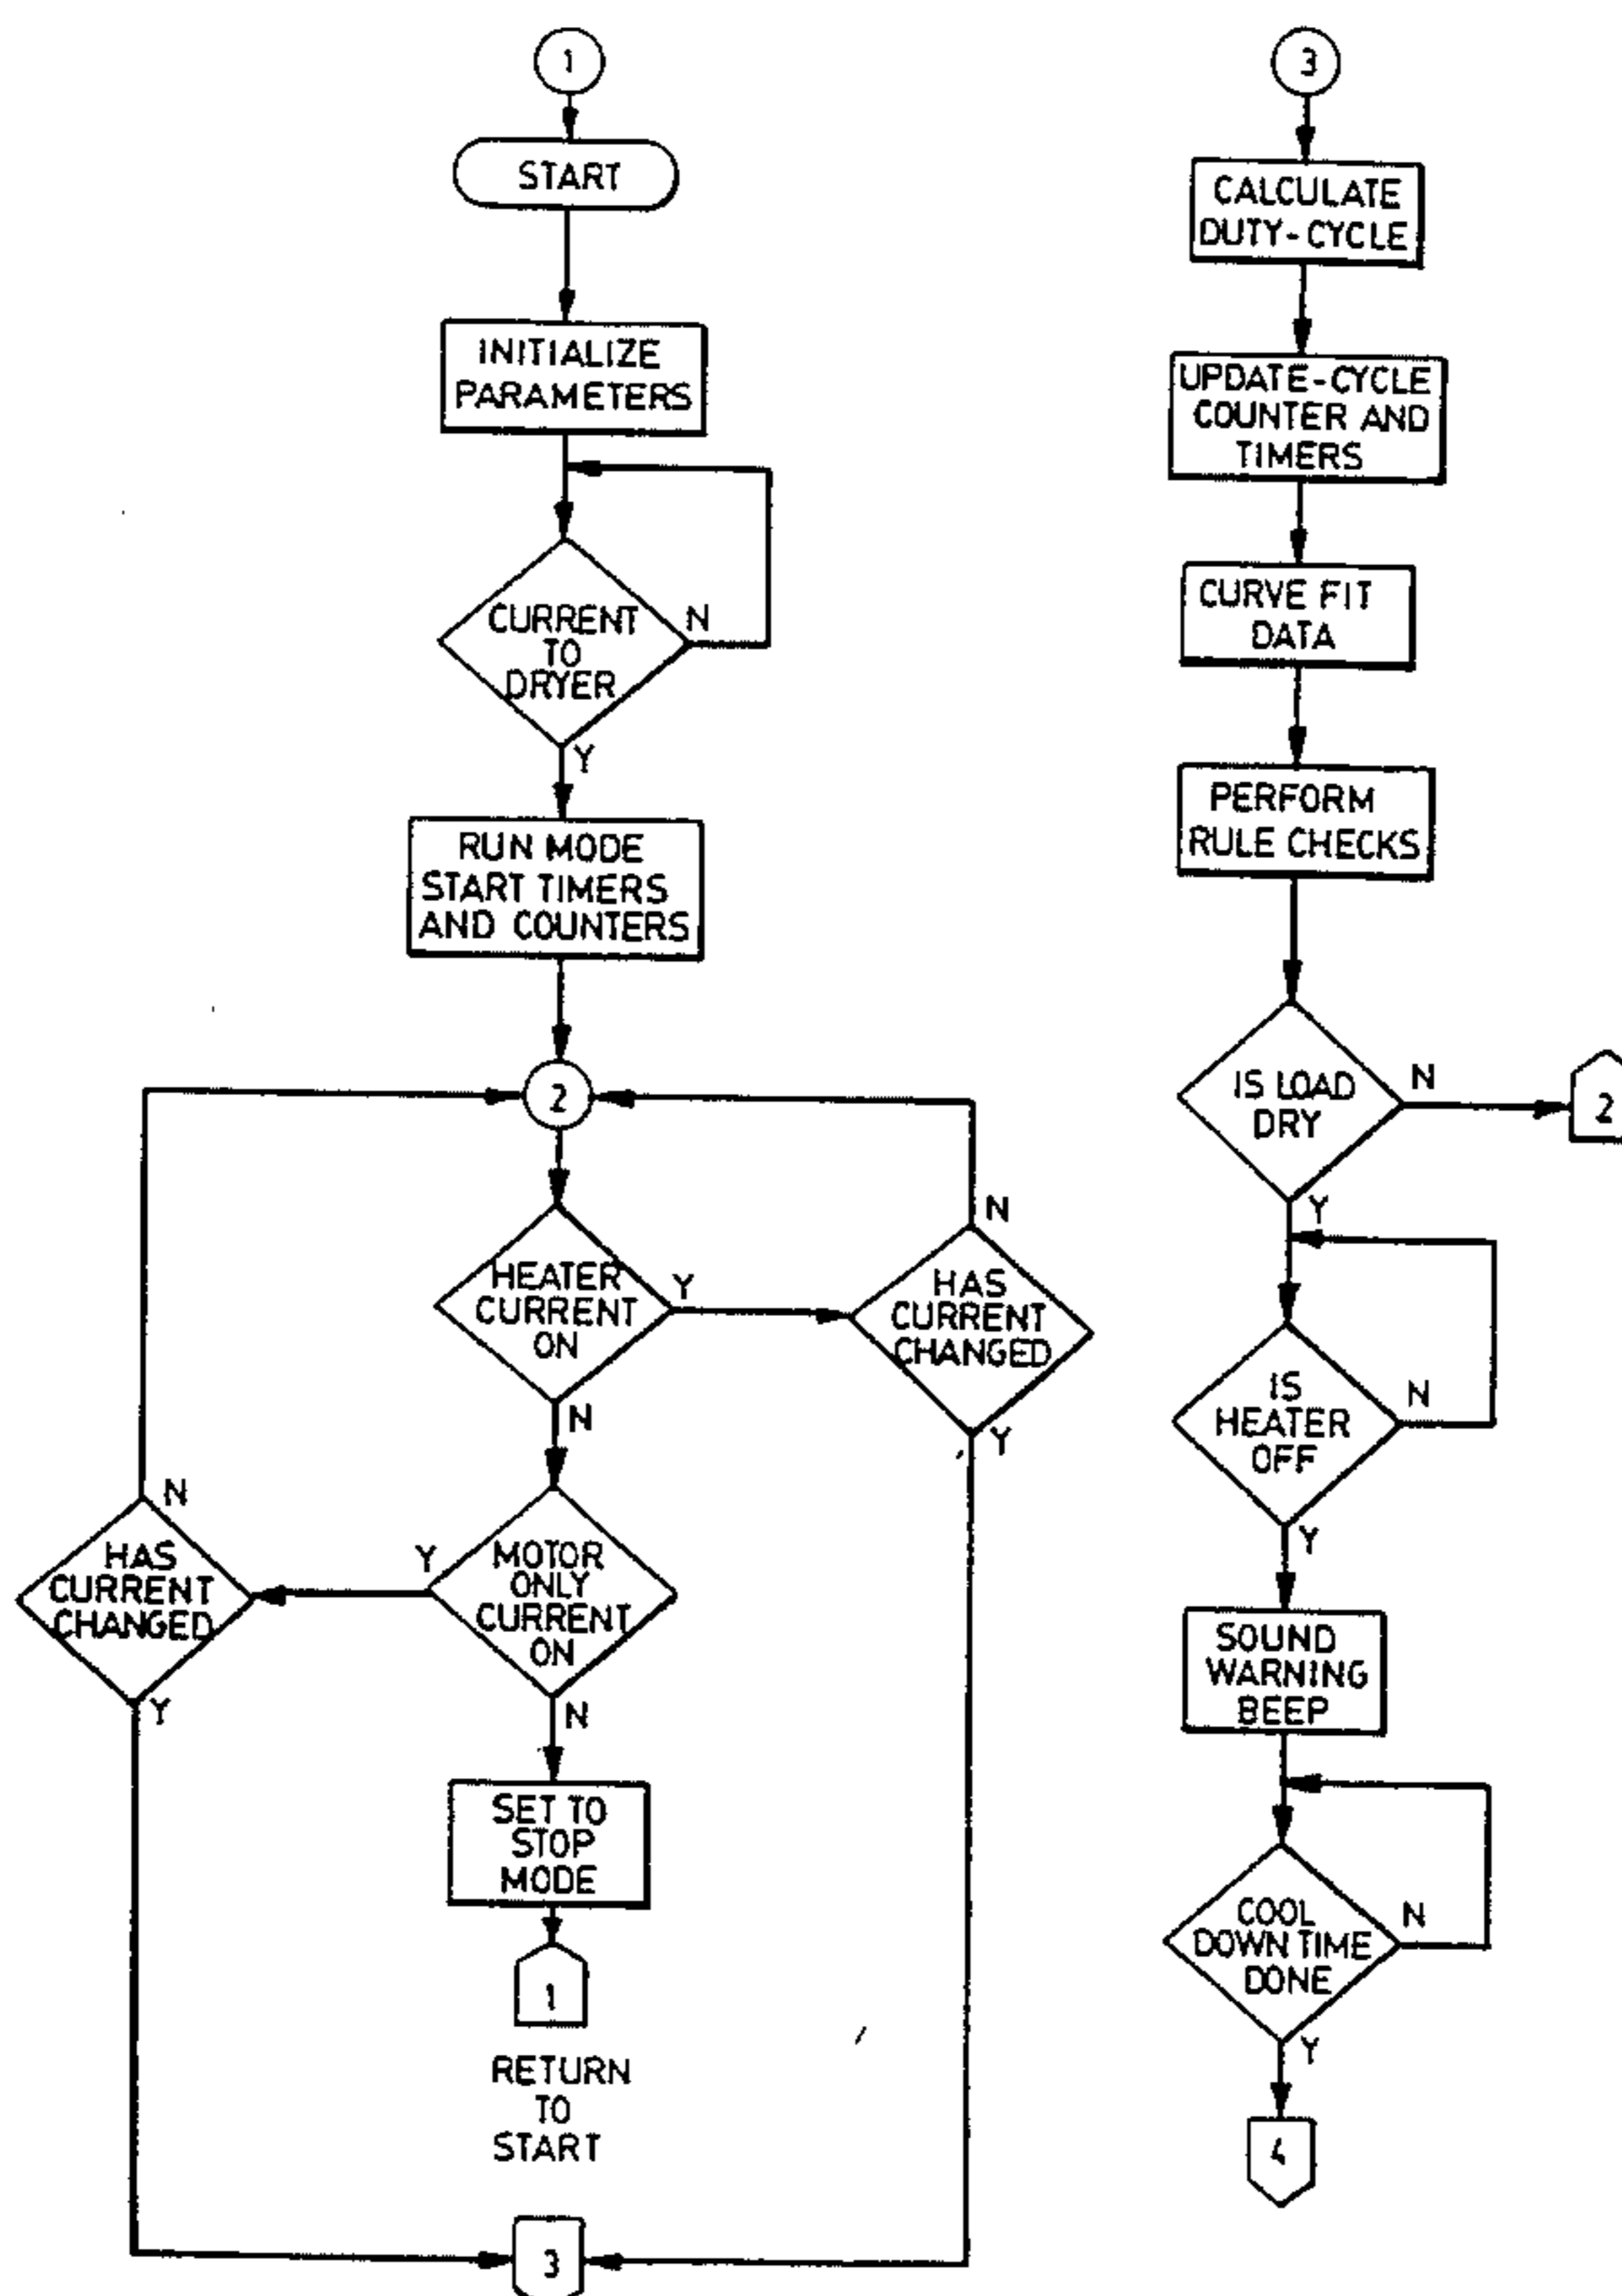 1
START
INITIALIZE
PARAMETERS
CURRENT
TO
DRYER
N
Y
RUN MODE
START TIMERS
AND COUNTERS
2
HEATER
CURRENT
ON
Y
N
HAS
CURRENT
CHANGED
N
Y
MOTOR
ONLY
CURRENT
ON
Y
N
HAS
CURRENT
CHANGED
N
Y
SET TO
STOP
MODE
1
RETURN
TO
START
3
3
CALCULATE
DUTY-CYCLE
UPDATE-CYCLE
COUNTER AND
TIMERS
CURVE FIT
DATA
PERFORM
RULE CHECKS
IS LOAD
DRY
N
2
Y
IS
HEATER
OFF
N
Y
SOUND
WARNING
BEEP
COOL
DOWN TIME
DONE
N
Y
4